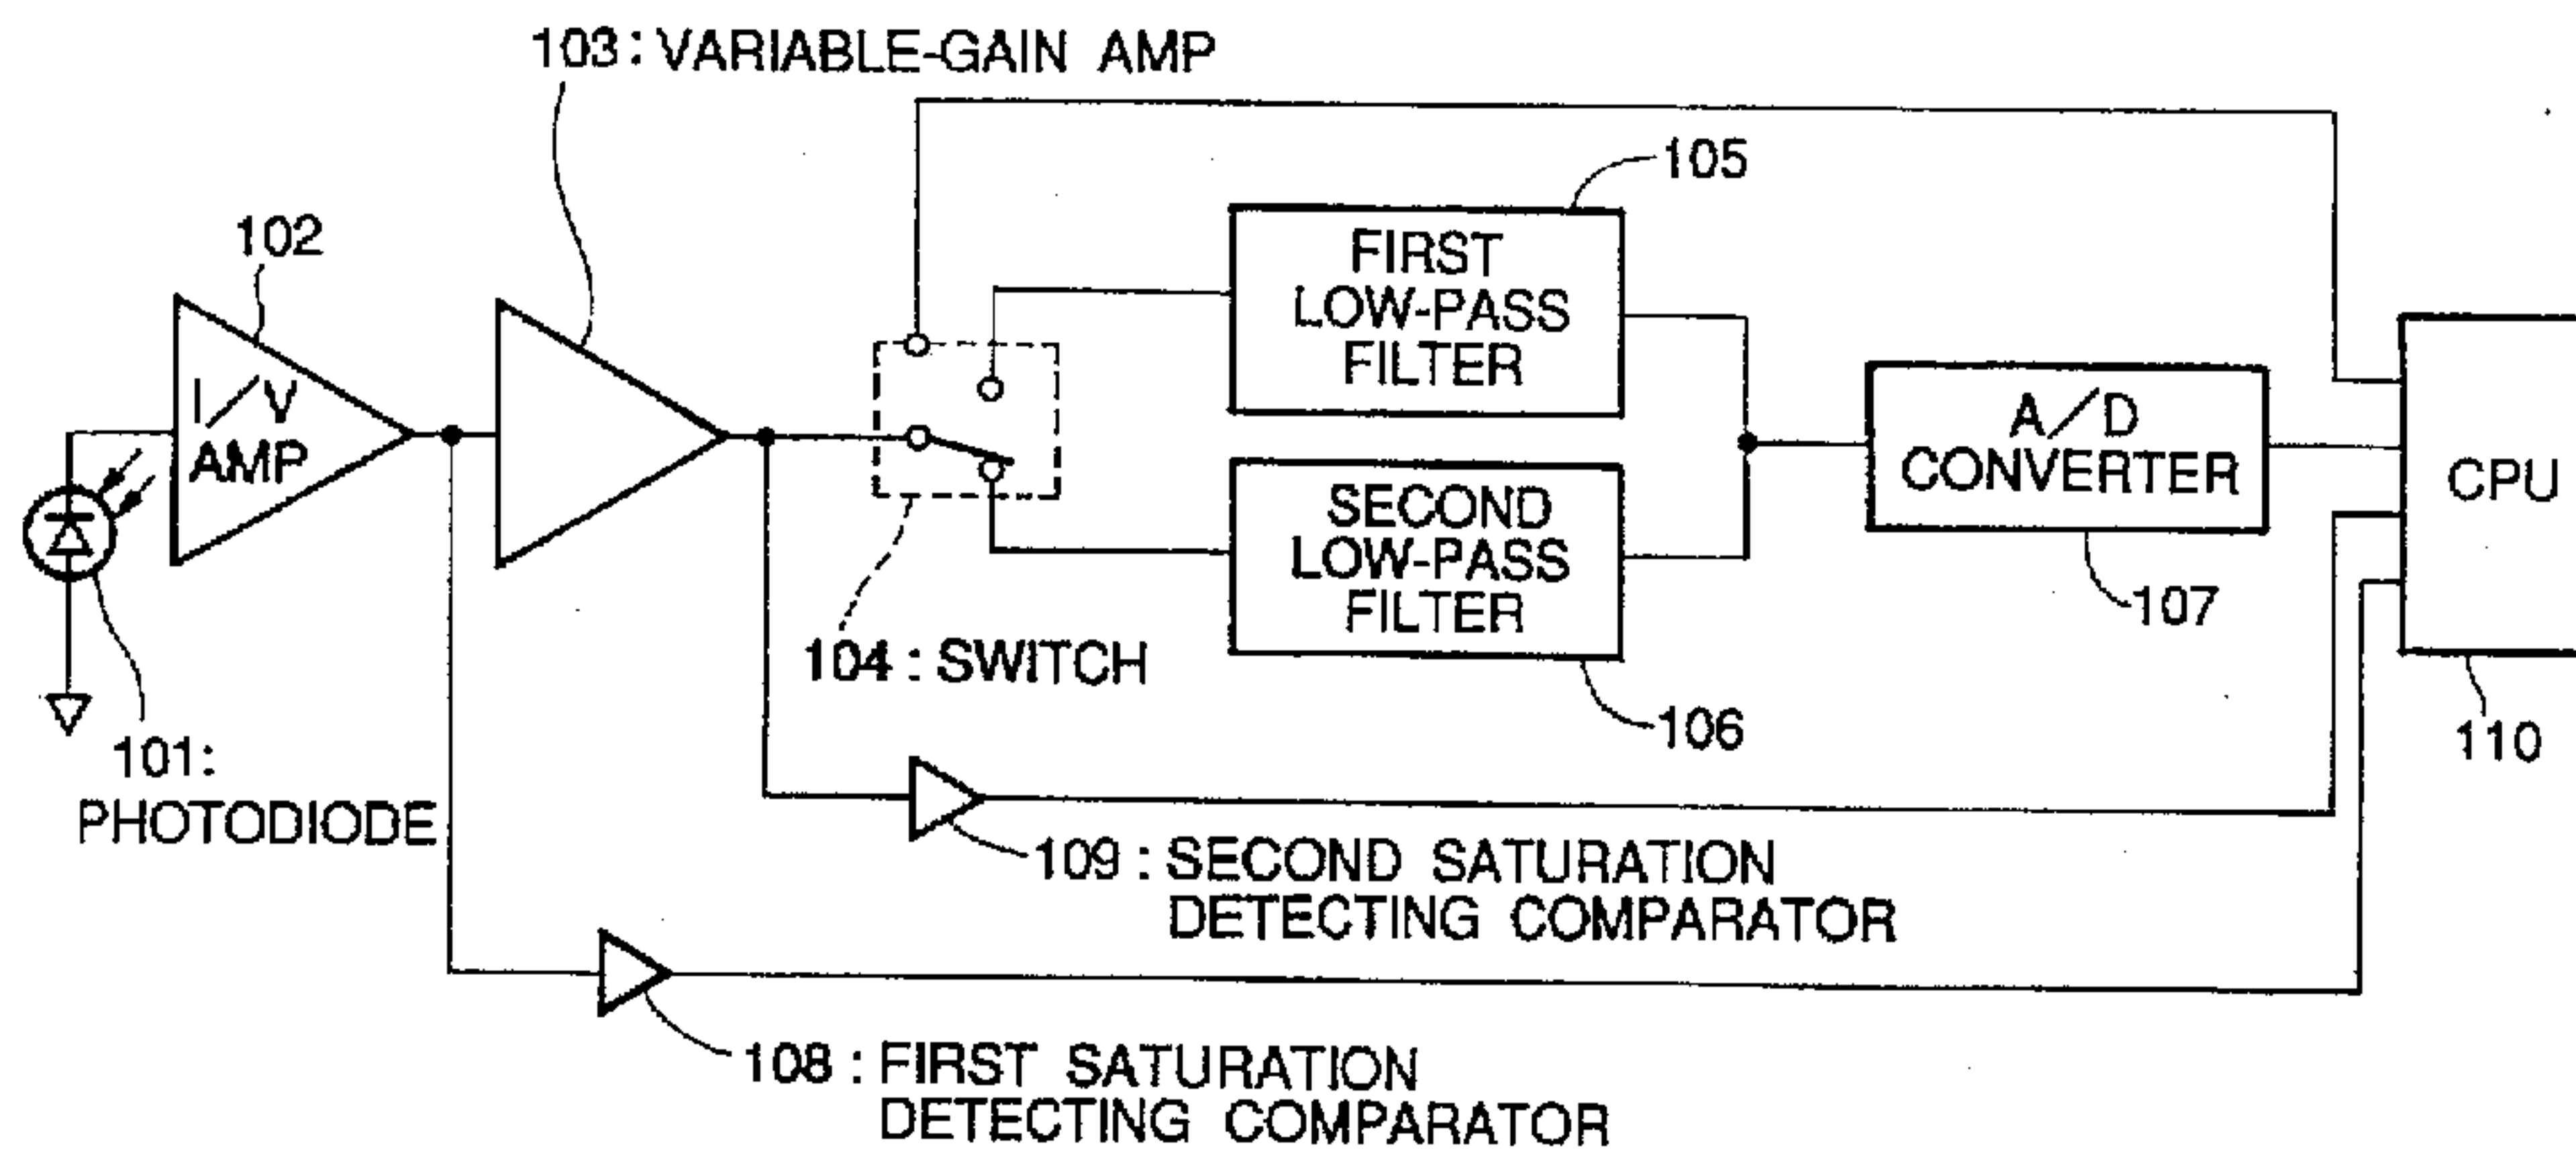 103 : VARIABLE-GAIN AMP
105
102
FIRST
LOW-PASS
FILTER
I/V
AMP
A/D
CONVERTER
CPU
SECOND
LOW-PASS
FILTER
107
104 : SWITCH
106
110
101:
PHOTODIODE
109 : SECOND SATURATION
DETECTING COMPARATOR
108 : FIRST SATURATION
DETECTING COMPARATOR